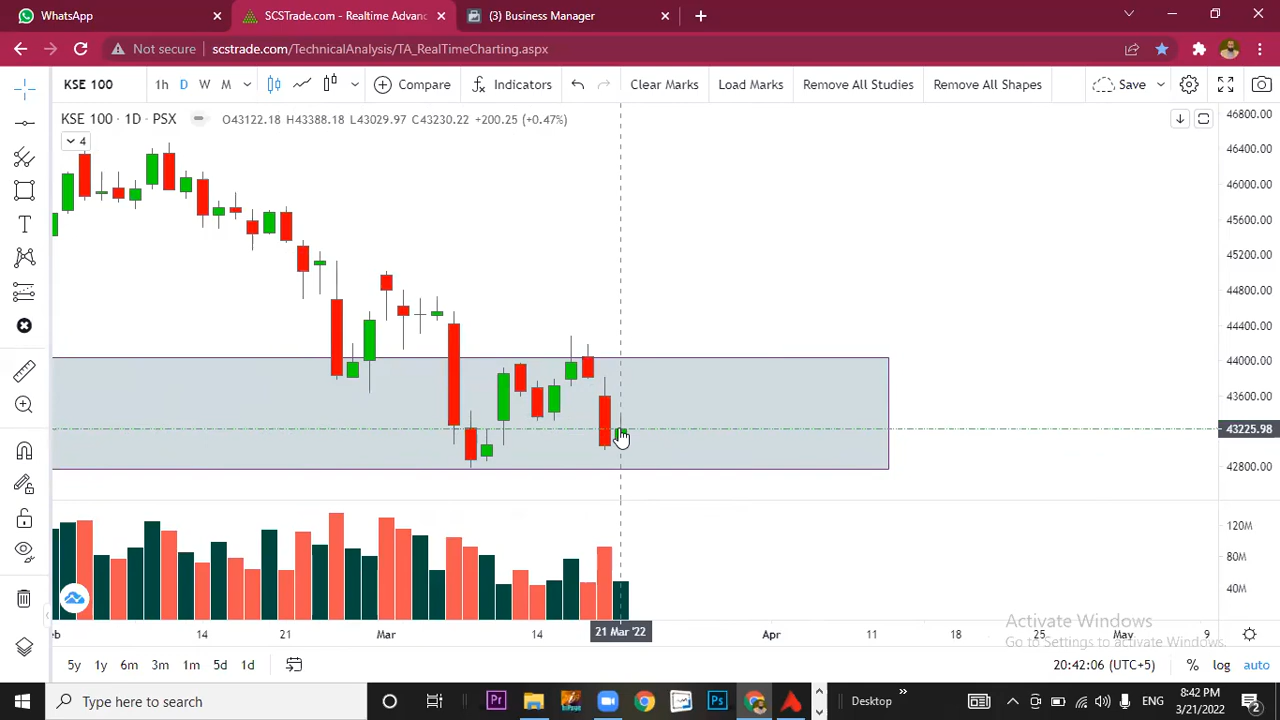 WhatsApp
SCSTrade.com - Realtime Advanc
(3) Business Manager
Not secure
scstrade.com/TechnicalAnalysis/TA_RealTimeCharting.aspx
KSE 100
1h D W M
Compare
Indicators
Clear Marks
Load Marks
Remove All Studies
Remove All Shapes
Save
KSE 100 · 1D · PSX
O43122.18 H43388.18 L43029.97 C43230.22 +200.25 (+0.47%)
4
46800.00
46400.00
46000.00
45600.00
45200.00
44800.00
44400.00
44000.00
43600.00
43225.98
42800.00
120M
80M
40M
T
14
21
Mar
14
21 Mar '22
Apr
11
18
25
May
9
Activate Windows
Go to Settings to activate Windows.
5y 1y 6m 3m 1m 5d 1d
20:42:06 (UTC+5)
% log auto
Type here to search
Pr
Ps
Desktop
ENG
8:42 PM
3/21/2022
2